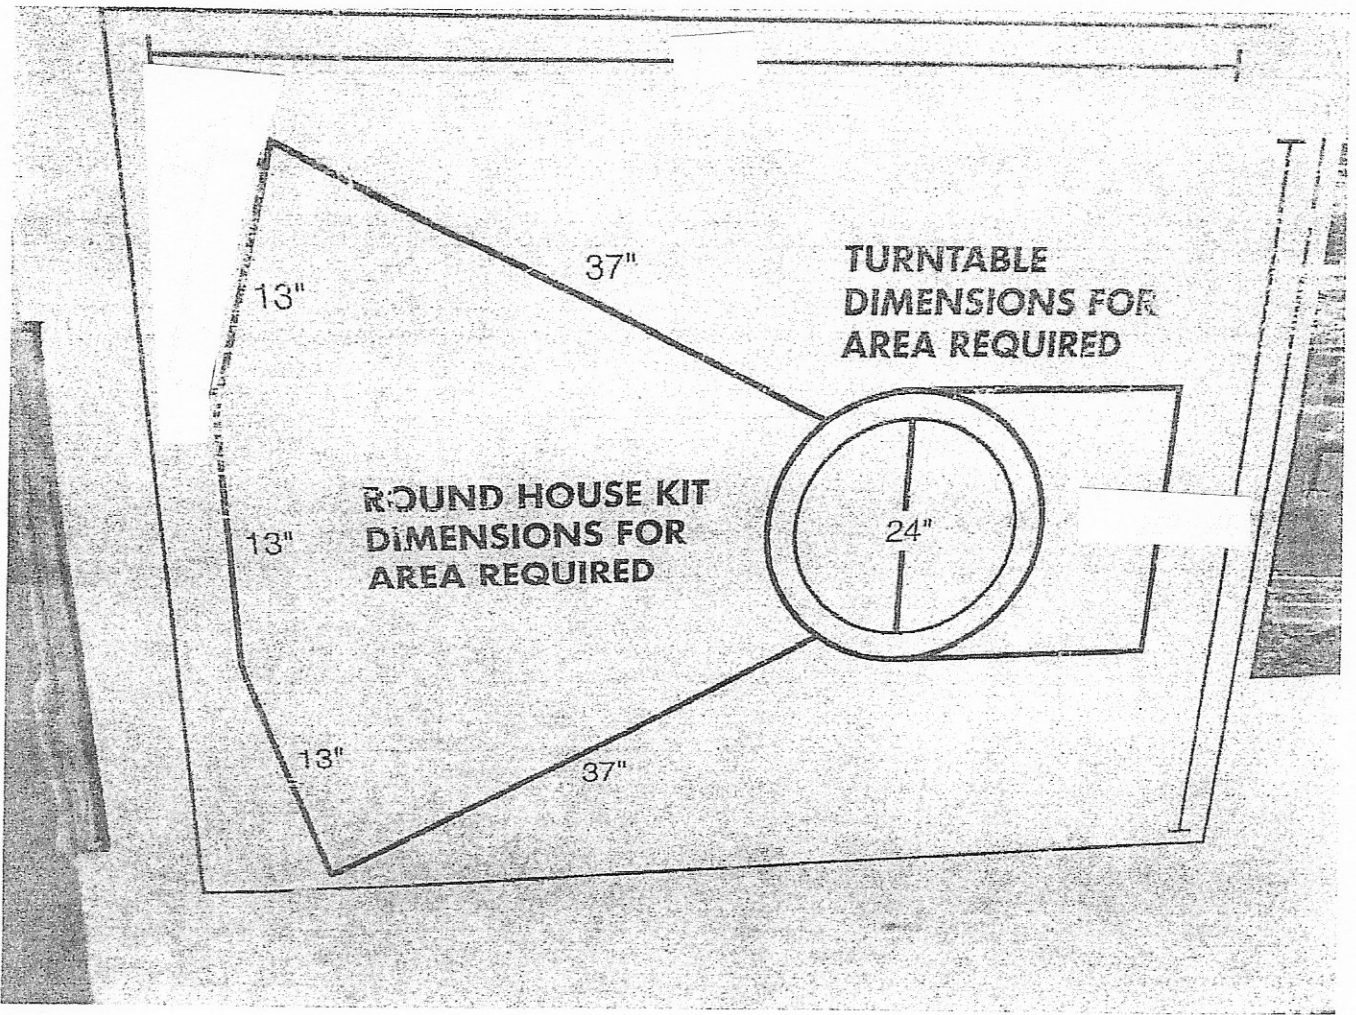 37"
13"
TURNTABLE
DIMENSIONS FOR
AREA REQUIRED
ROUND HOUSE KIT
DIMENSIONS FOR
AREA REQUIRED
13"
24"
13"
37"